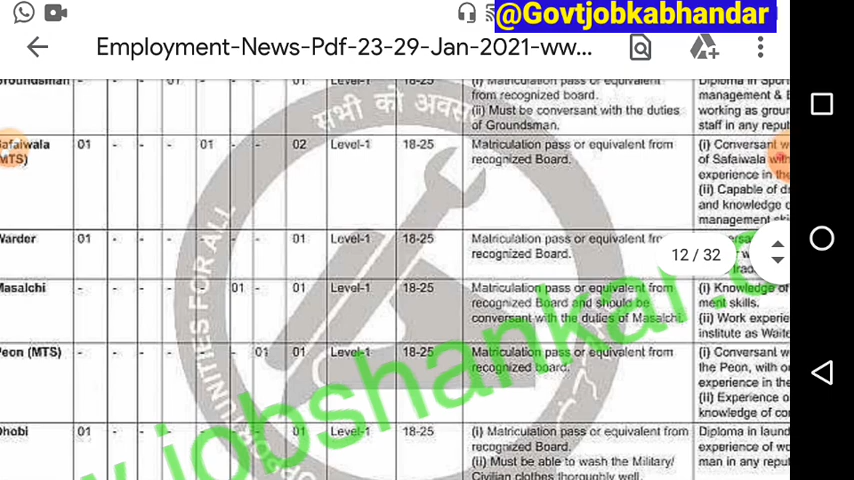 @Govtjobkabhandar
Employment-News-Pdf-23-29-Jan-2021-ww...
Groundsman - - - 01 - - 01 Level-1 18-25 (i) Matriculation pass or equivalent Diploma in Sport
from recognized board. management &
(ii) Must be conversant with the duties working as grou
of Groundsman. staff in any reput
सभी को अवस
Safaiwala 01 - - - 01 - - 02 Level-1 18-25 Matriculation pass or equivalent from (i) Conversant w
(MTS) recognized Board. of Safaiwala with
experience in the
(ii) Capable of d
and knowledge o
management ski
Warder 01 - - - - - - 01 Level-1 18-25 Matriculation pass or equivalent
recognized Board.
12 / 32
Masalchi - - - - - 01 - 01 Level-1 18-25 Matriculation pass or equivalent from (i) Knowledge of
recognized Board and should be ment skills.
conversant with the duties of Masalchi. (ii) Work experie
institute as Waite
Peon (MTS) - - - - - - 01 01 Level-1 18-25 Matriculation pass or equivalent from (i) Conversant w
recognized board. the Peon, with o
experience in the
(ii) Experience o
knowledge of co
Dhobi 01 - - - - - - 01 Level-1 18-25 (i) Matriculation pass or equivalent from Diploma in laund
recognized Board. experience of wo
(ii) Must be able to wash the Military/ man in any reput
Civilian clothes thoroughly well.
UNITIES FOR ALL
w.jobshankar